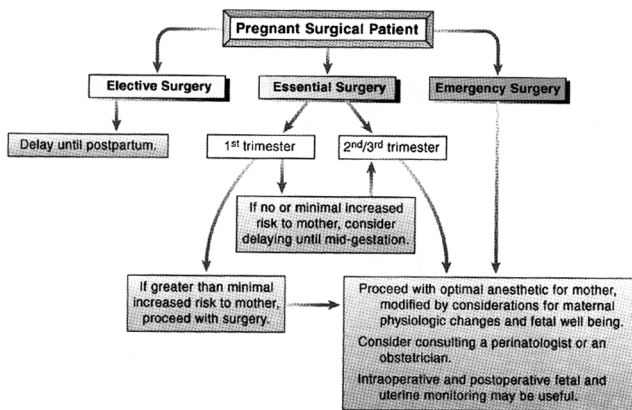 Pregnant Surgical Patient
Elective Surgery
Essential Surgery
Emergency Surgery
Delay until postpartum.
1st trimester
2nd/3rd trimester
If no or minimal increased
risk to mother, consider
delaying until mid-gestation.
If greater than minimal
increased risk to mother,
proceed with surgery.
Proceed with optimal anesthetic for mother,
modified by considerations for maternal
physiologic changes and fetal well being.
Consider consulting a perinatologist or an
obstetrician.
Intraoperative and postoperative fetal and
uterine monitoring may be useful.